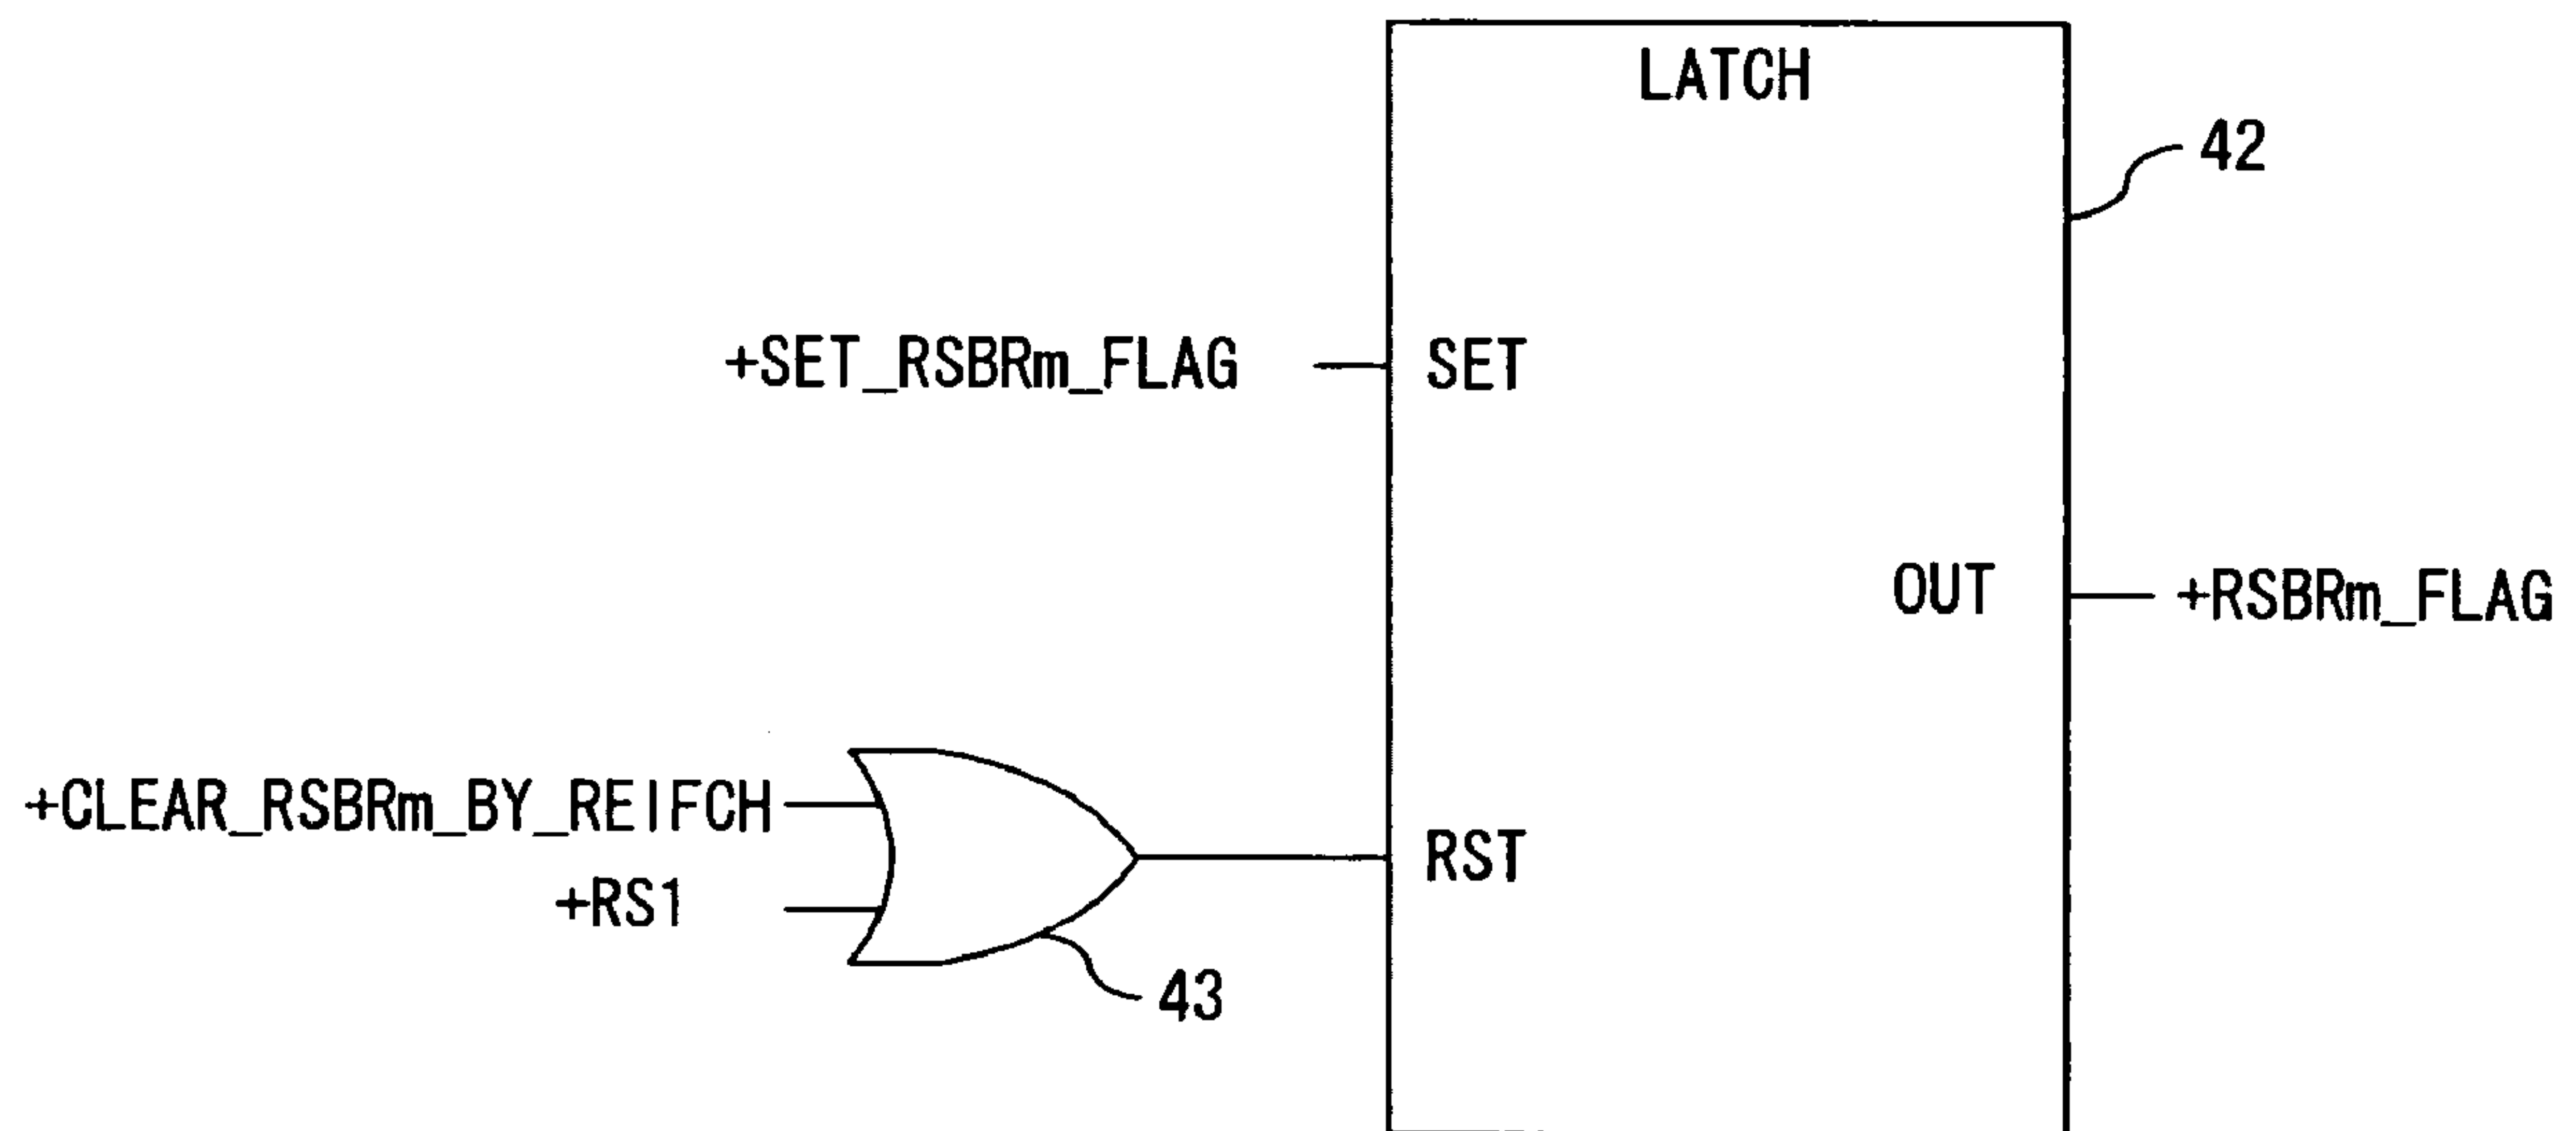 LATCH
42
+SET_RSBRm_FLAG
SET
OUT
+RSBRm_FLAG
+CLEAR_RSBRm_BY_REIFCH
+RS1
RST
43